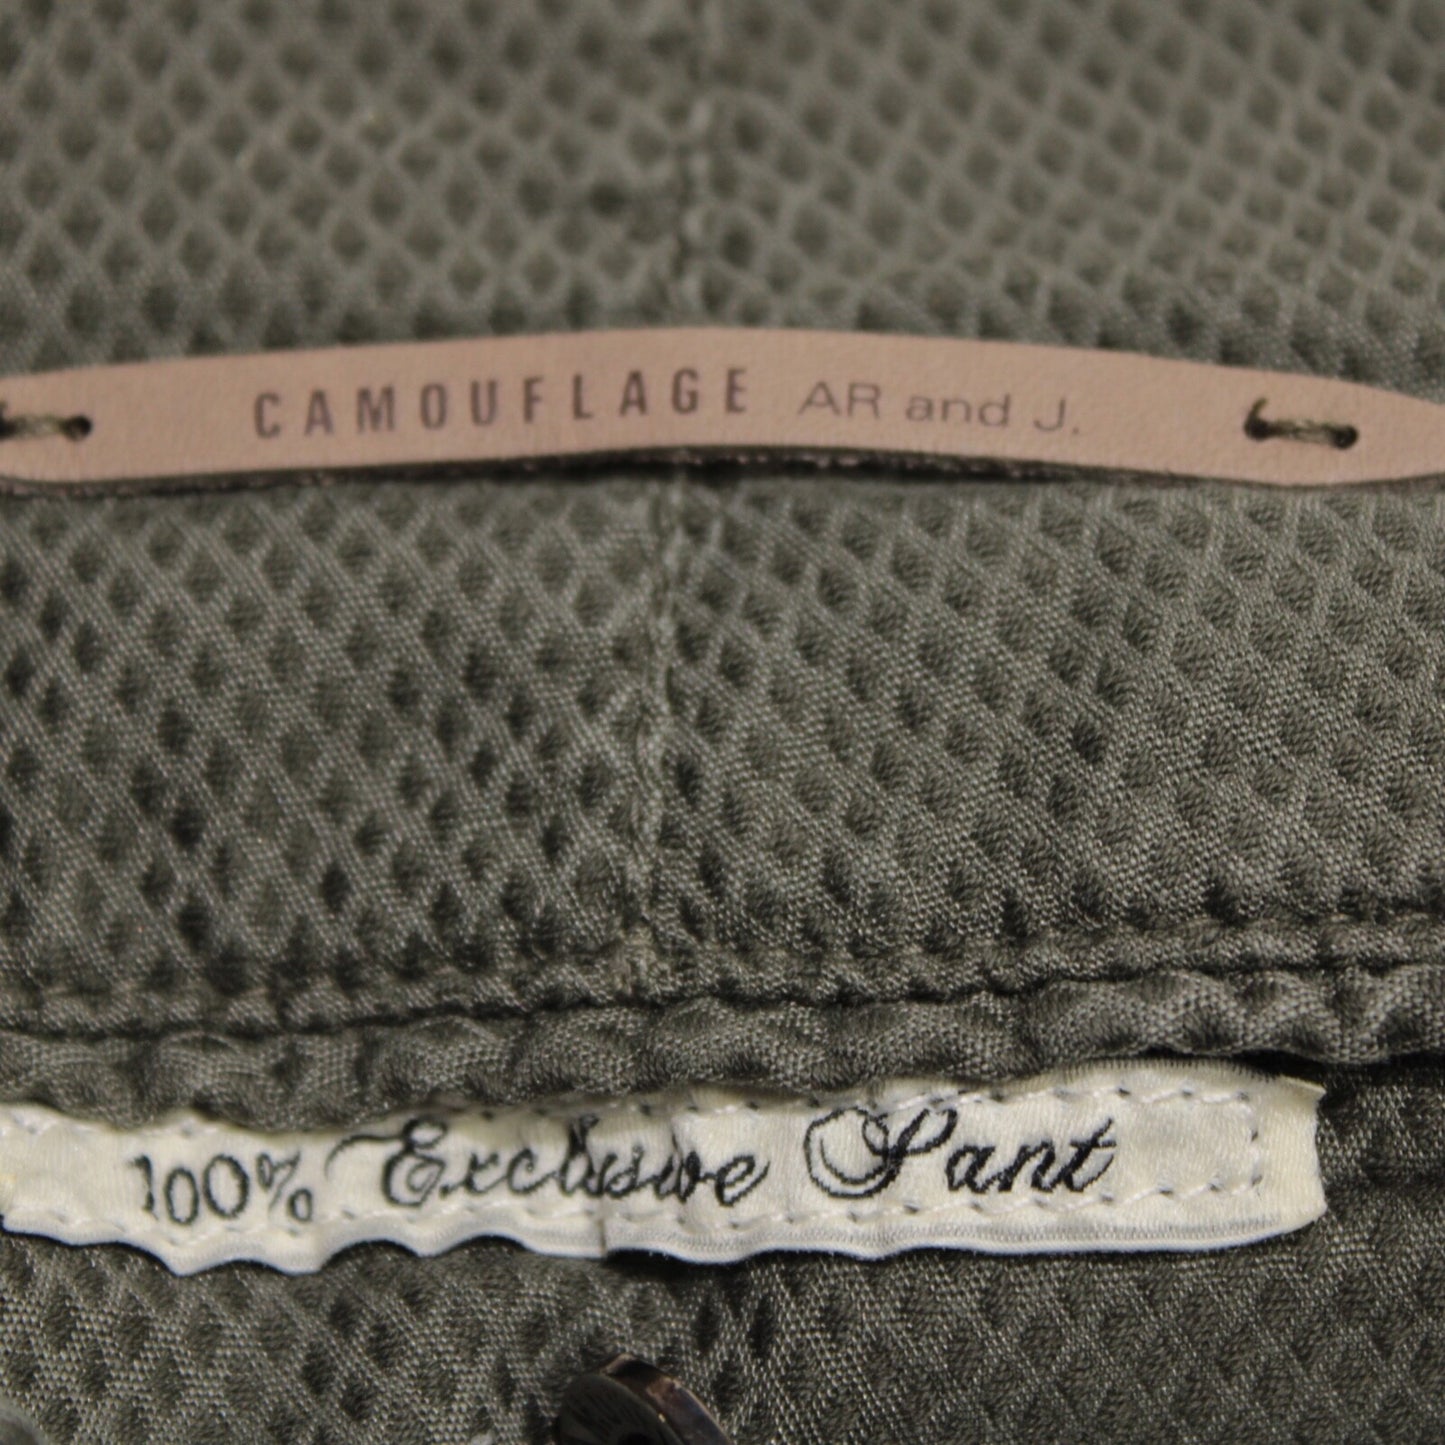 CAMOUFLAGE AR and J.
100% Exclusive Pant